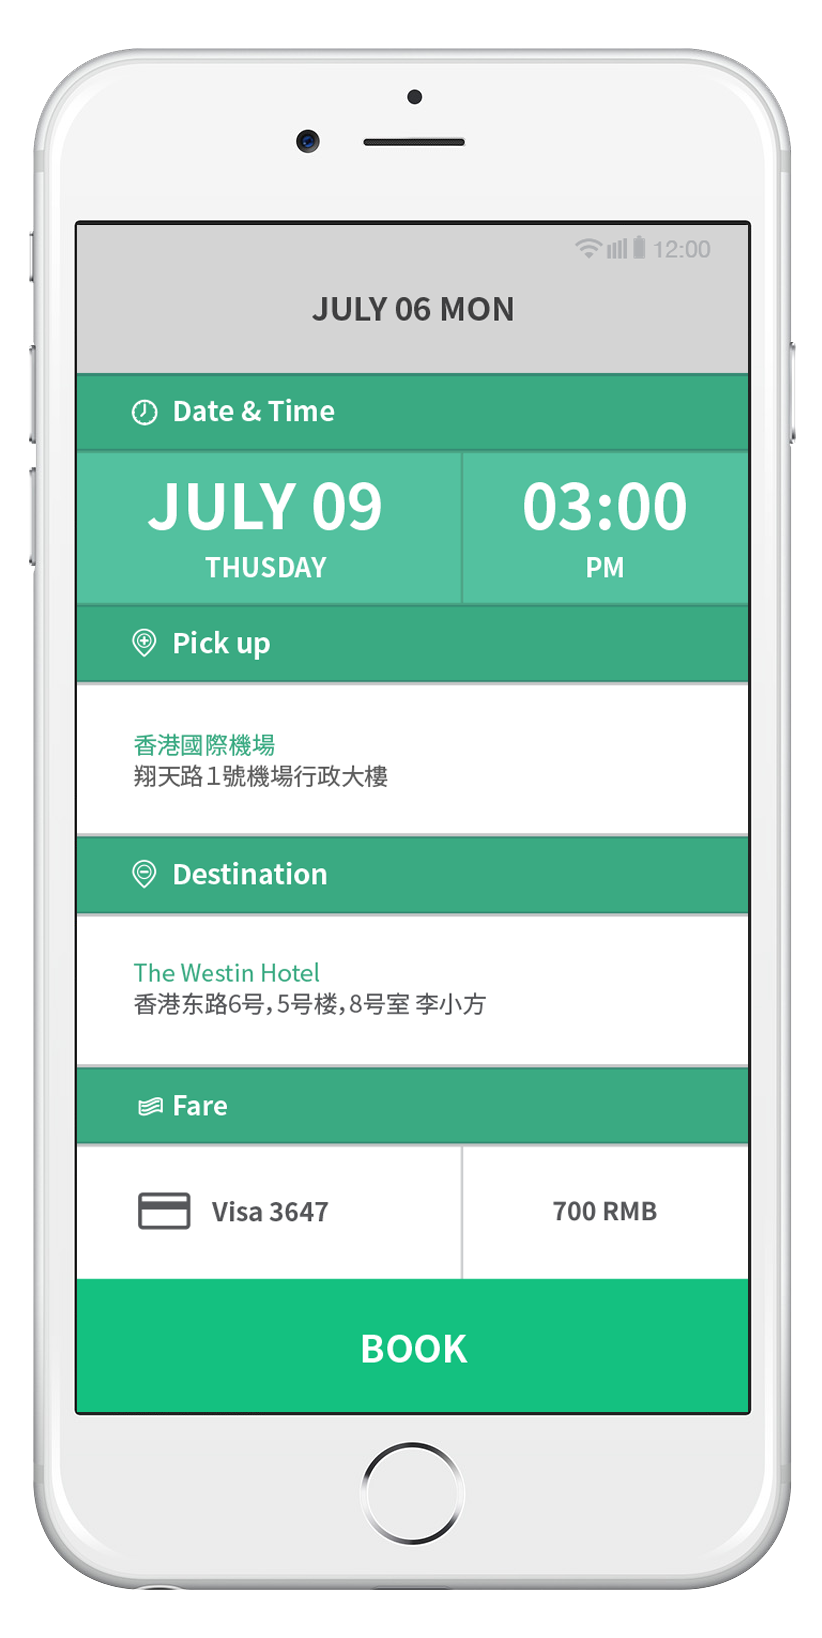 12:00
JULY 06 MON
Date & Time
JULY 09
03:00
THUSDAY
PM
Pick up
香港國際機場
翔天路1號機場行政大樓
Destination
The Westin Hotel
香港东路6号, 5号楼, 8号室 李小方
Fare
Visa 3647
700 RMB
BOOK